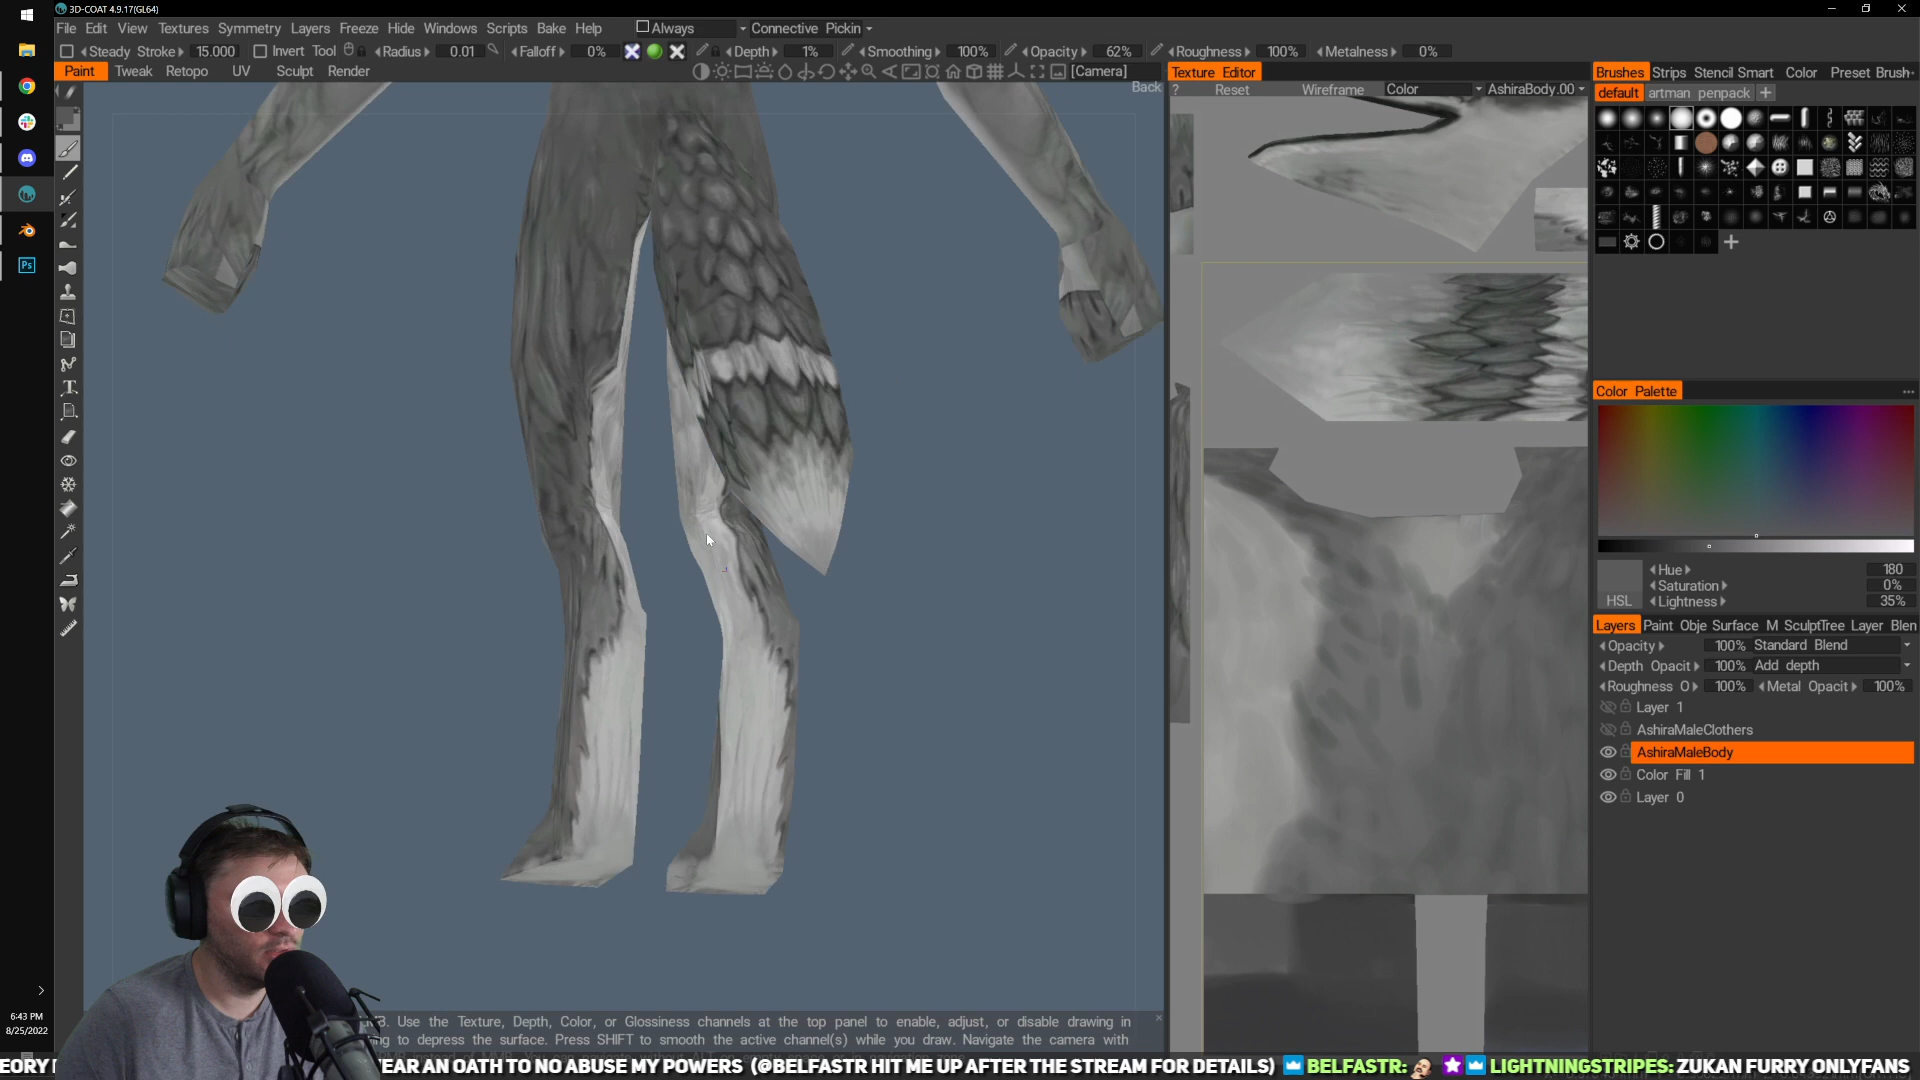 3D-COAT 4.9.17(GL64)
File Edit View Textures Symmetry Layers Freeze Hide Windows Scripts Bake Help Always Connective Pickin
Steady Stroke 15.000 Invert Tool Radius 0.01 Falloff 0% Depth 1% Smoothing 100% Opacity 62% Roughness 100% Metalness 0%
Paint Tweak Retopo UV Sculpt Render [Camera]
Back
Texture Editor
? Reset Wireframe Color AshiraBody.00
Brushes Strips Stencil Smart Color Preset Brush
default artman penpack +
Color Palette
HSL
Hue 180
Saturation 0%
Lightness 35%
Layers Paint Obje Surface M SculptTree Layer Blen
Opacity 100% Standard Blend
Depth Opacit 100% Add depth
Roughness O 100% Metal Opacit 100%
Layer 1
AshiraMaleClothers
AshiraMaleBody
Color Fill 1
Layer 0
Ps
6:43 PM
8/25/2022
Use the Texture, Depth, Color, or Glossiness channels at the top panel to enable, adjust, or disable drawing in
to depress the surface. Press SHIFT to smooth the active channel(s) while you draw. Navigate the camera with
EORY EAR AN OATH TO NO ABUSE MY POWERS (@BELFASTR HIT ME UP AFTER THE STREAM FOR DETAILS) BELFASTR: LIGHTNINGSTRIPES: ZUKAN FURRY ONLYFANS